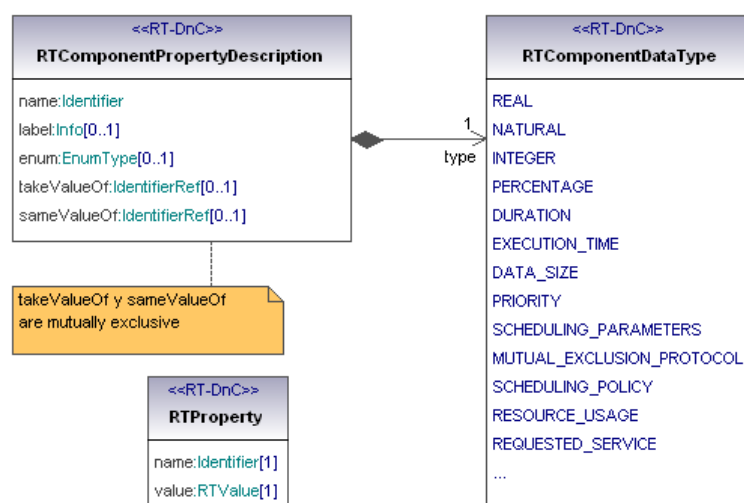 <<RT-DnC>>
RTComponentPropertyDescription
name:Identifier
label:Info[0..1]
enum:EnumType[0..1]
takeValueOf:IdentifierRef[0..1]
sameValueOf:IdentifierRef[0..1]
takeValueOf y sameValueOf
are mutually exclusive
<<RT-DnC>>
RTProperty
name:Identifier[1]
value:RTValue[1]
1
type
<<RT-DnC>>
RTComponentDataType
REAL
NATURAL
INTEGER
PERCENTAGE
DURATION
EXECUTION_TIME
DATA_SIZE
PRIORITY
SCHEDULING_PARAMETERS
MUTUAL_EXCLUSION_PROTOCOL
SCHEDULING_POLICY
RESOURCE_USAGE
REQUESTED_SERVICE
...